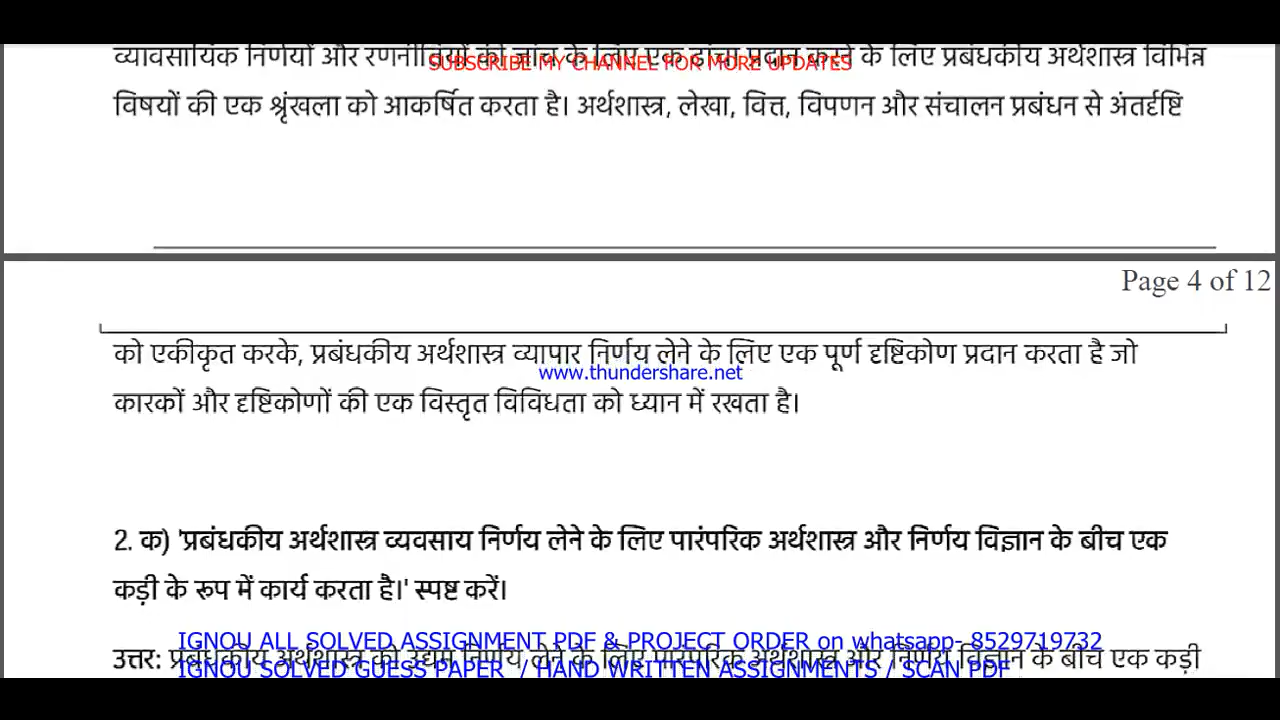 व्यावसायिक निर्णयों और रणनीतियों की जांच के लिए एक ढांचा प्रदान करने के लिए प्रबंधकीय अर्थशास्त्र विभिन्न
SUBSCRIBE MY CHANNEL FOR MORE UPDATES
विषयों की एक श्रृंखला को आकर्षित करता है। अर्थशास्त्र, लेखा, वित्त, विपणन और संचालन प्रबंधन से अंतर्दृष्टि
Page 4 of 12
को एकीकृत करके, प्रबंधकीय अर्थशास्त्र व्यापार निर्णय लेने के लिए एक पूर्ण दृष्टिकोण प्रदान करता है जो
www.thundershare.net
कारकों और दृष्टिकोणों की एक विस्तृत विविधता को ध्यान में रखता है।
2. क) 'प्रबंधकीय अर्थशास्त्र व्यवसाय निर्णय लेने के लिए पारंपरिक अर्थशास्त्र और निर्णय विज्ञान के बीच एक
कड़ी के रूप में कार्य करता है।' स्पष्ट करें।
IGNOU ALL SOLVED ASSIGNMENT PDF & PROJECT ORDER on whatsapp- 8529719732
उत्तर: प्रबंधकीय अर्थशास्त्र को उद्यम निर्णय लेने के लिए पारंपरिक अर्थशास्त्र और निर्णय विज्ञान के बीच एक कड़ी
IGNOU SOLVED GUESS PAPER / HAND WRITTEN ASSIGNMENTS / SCAN PDF